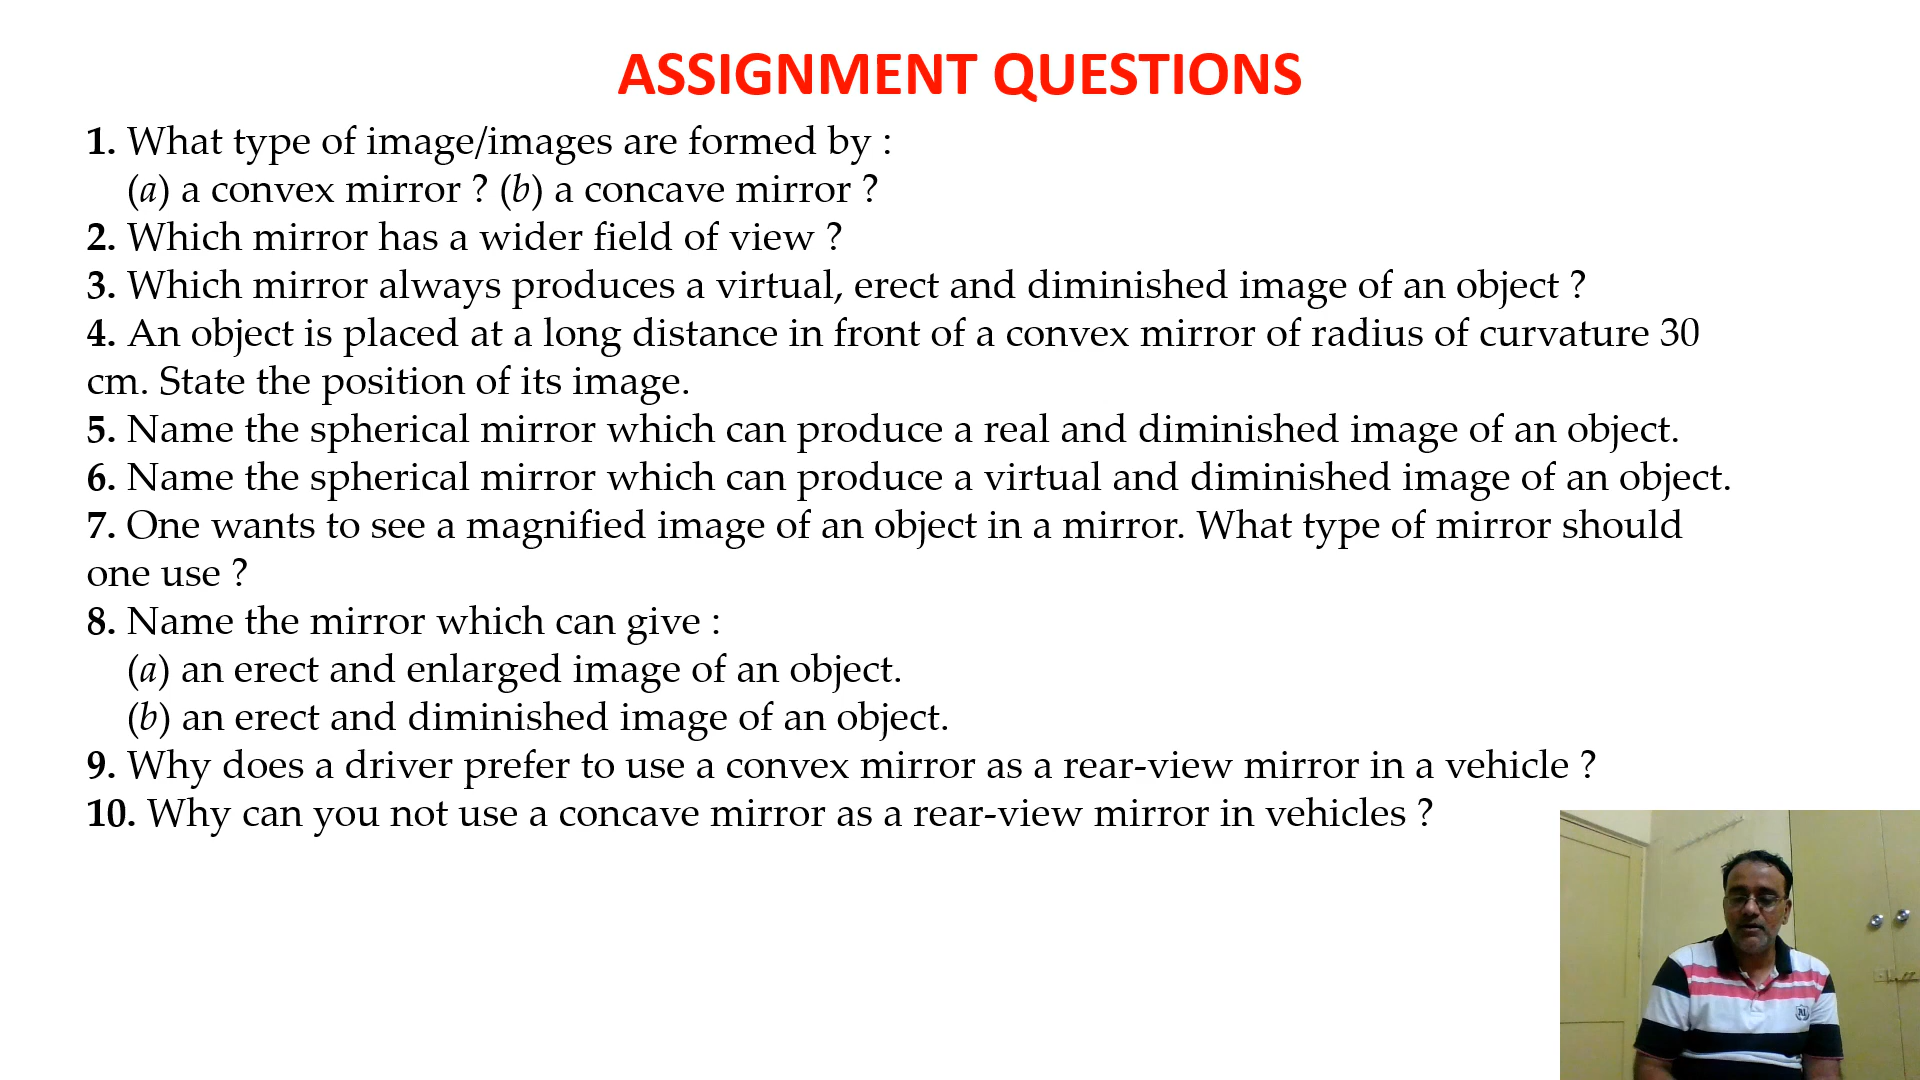 ASSIGNMENT QUESTIONS
1. What type of image/images are formed by :
(a) a convex mirror ? (b) a concave mirror ?
2. Which mirror has a wider field of view ?
3. Which mirror always produces a virtual, erect and diminished image of an object ?
4. An object is placed at a long distance in front of a convex mirror of radius of curvature 30
cm. State the position of its image.
5. Name the spherical mirror which can produce a real and diminished image of an object.
6. Name the spherical mirror which can produce a virtual and diminished image of an object.
7. One wants to see a magnified image of an object in a mirror. What type of mirror should
one use ?
8. Name the mirror which can give :
(a) an erect and enlarged image of an object.
(b) an erect and diminished image of an object.
9. Why does a driver prefer to use a convex mirror as a rear-view mirror in a vehicle ?
10. Why can you not use a concave mirror as a rear-view mirror in vehicles ?